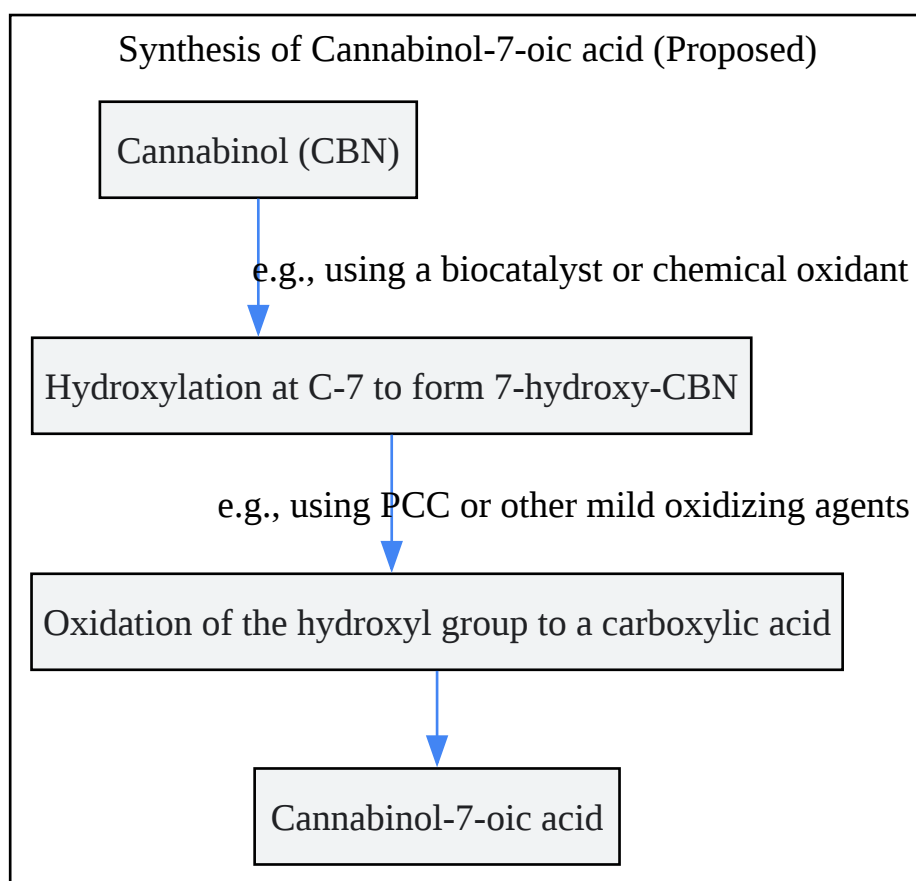 Synthesis of Cannabinol-7-oic acid (Proposed)
Cannabinol (CBN)
e.g., using a biocatalyst or chemical oxidant
Hydroxylation at C-7 to form 7-hydroxy-CBN
e.g., using PCC or other mild oxidizing agents
Oxidation of the hydroxyl group to a carboxylic acid
Cannabinol-7-oic acid